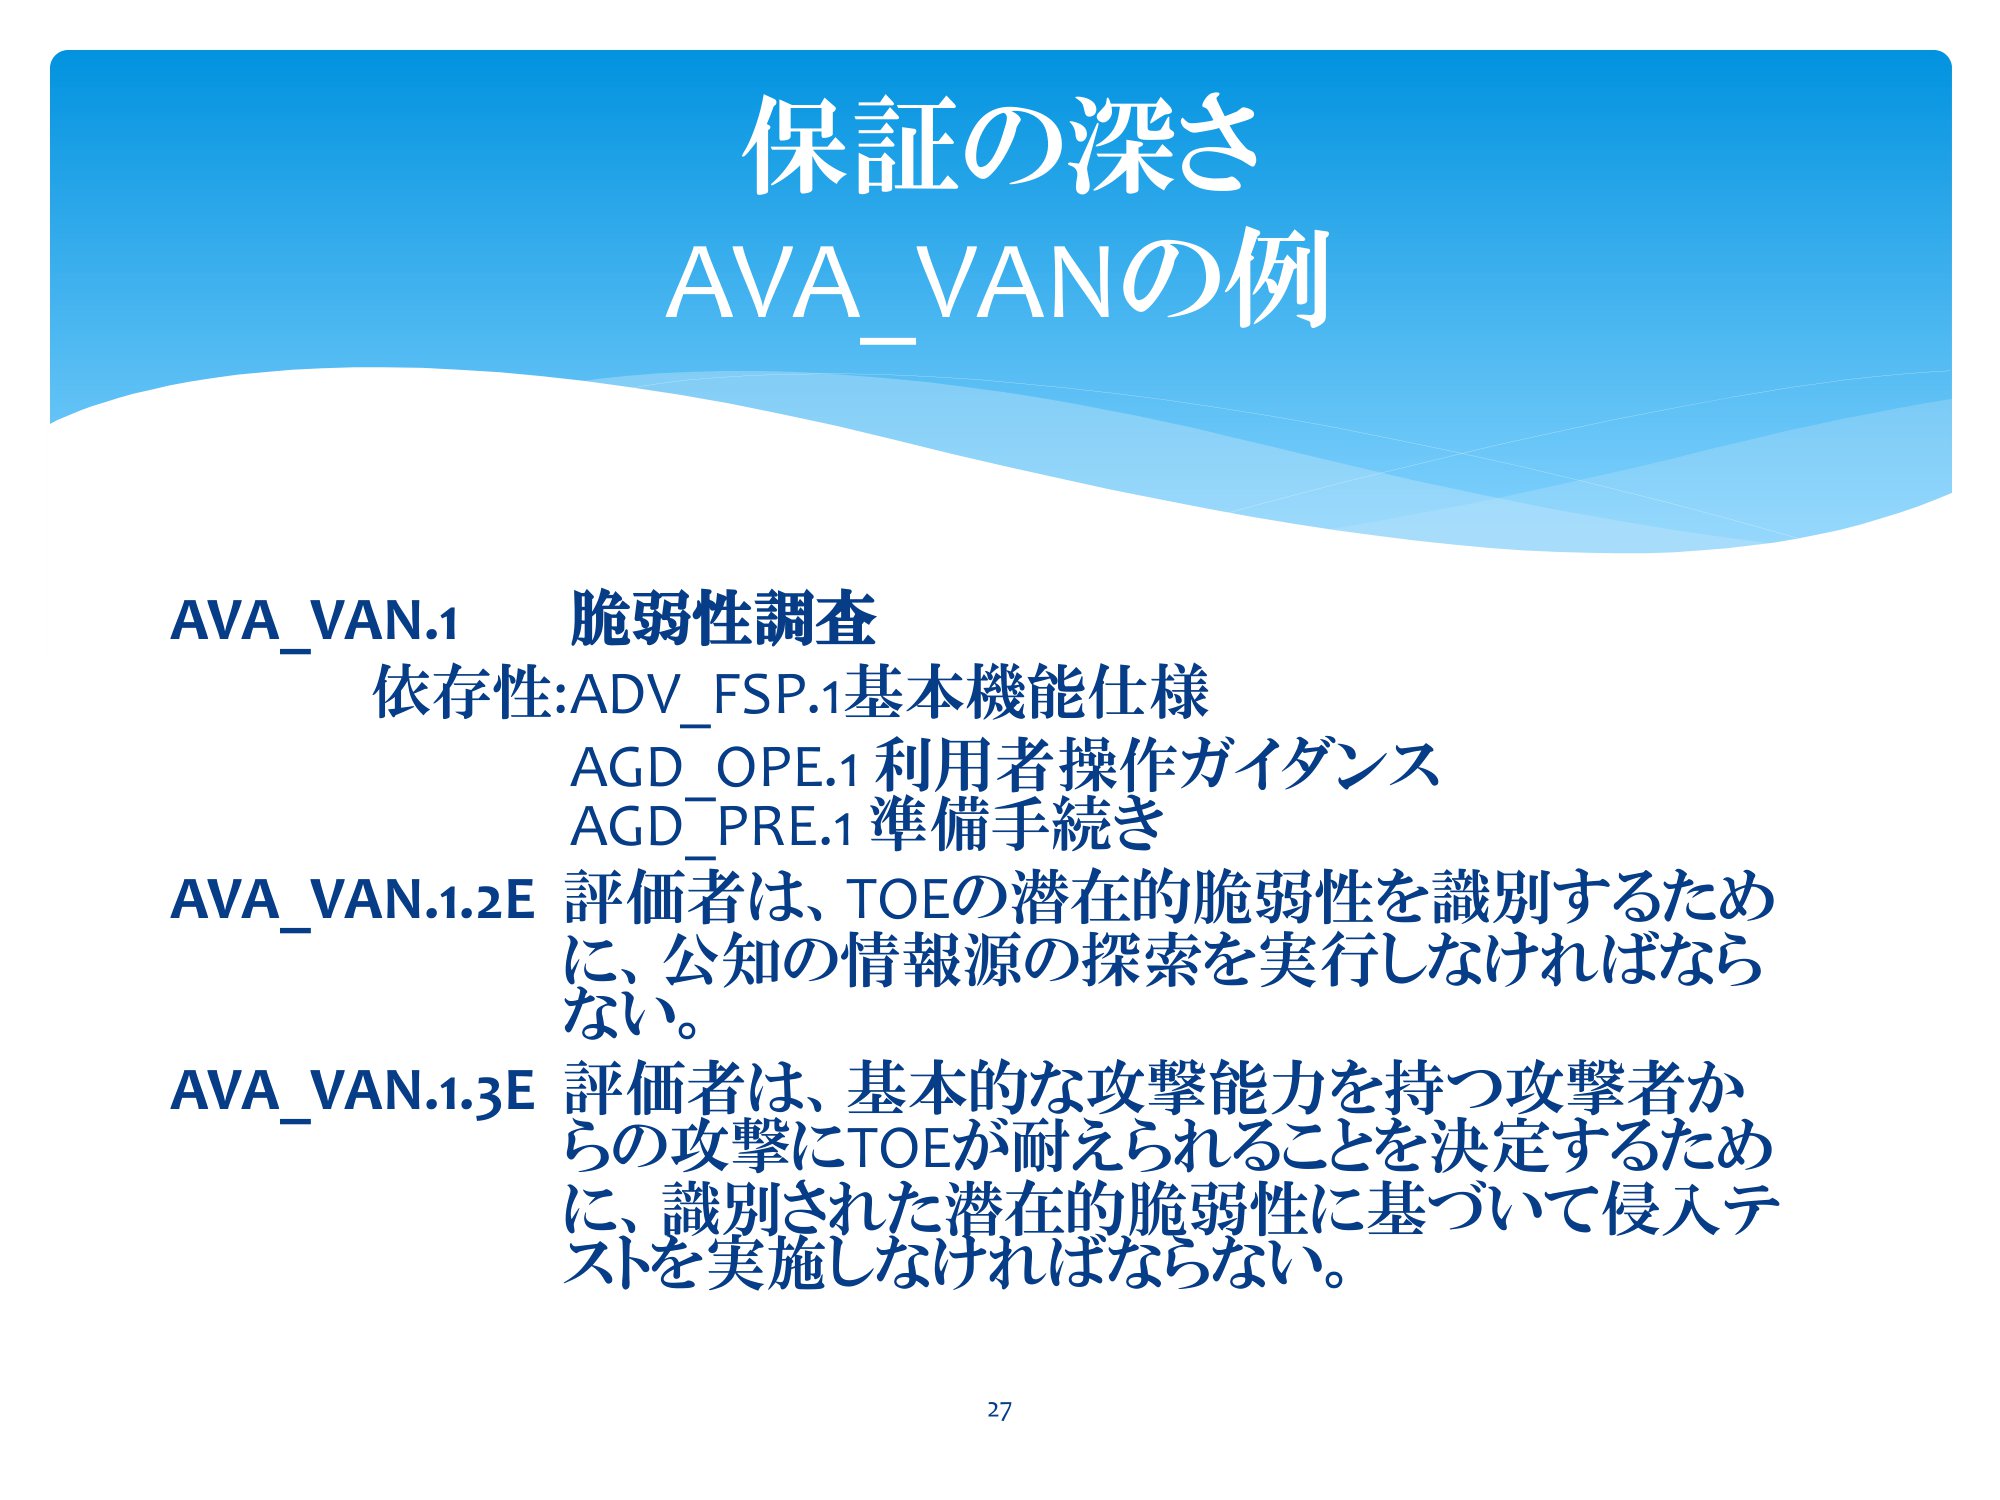 保証の深さ
AVA_VANの例
AVA_VAN.1 脆弱性調査
依存性:ADV_FSP.1基本機能仕様
AGD_OPE.1 利用者操作ガイダンス
AGD_PRE.1 準備手続き
AVA_VAN.1.2E 評価者は、TOEの潜在的脆弱性を識別するため
に、公知の情報源の探索を実行しなければなら
ない。
AVA_VAN.1.3E 評価者は、基本的な攻撃能力を持つ攻撃者か
らの攻撃にTOEが耐えられることを決定するため
に、識別された潜在的脆弱性に基づいて侵入テ
ストを実施しなければならない。
27